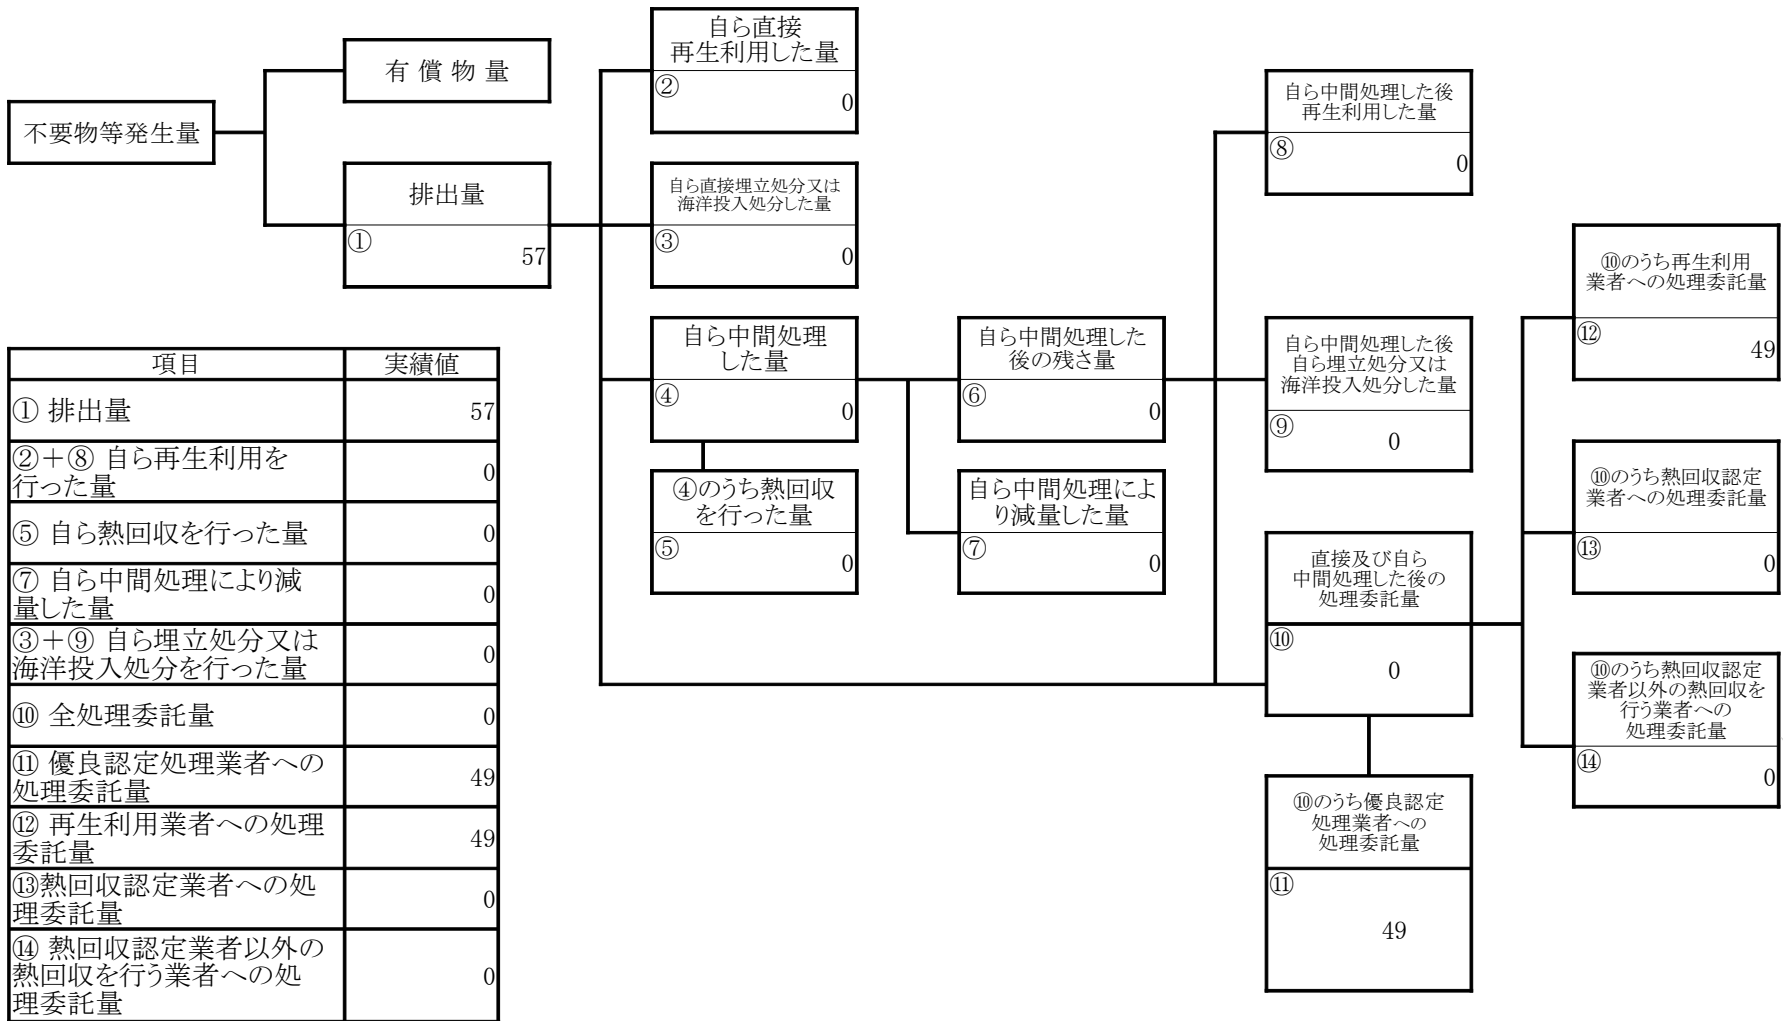 不要物等発生量
有 償 物 量
排出量
①
57
自ら直接
再生利用した量
②
0
自ら直接埋立処分又は
海洋投入処分した量
③
0
自ら中間処理
した量
④
0
④のうち熱回収
を行った量
⑤
0
自ら中間処理した
後の残さ量
⑥
0
自ら中間処理によ
り減量した量
⑦
0
自ら中間処理した後
再生利用した量
⑧
0
自ら中間処理した後
自ら埋立処分又は
海洋投入処分した量
⑨
0
直接及び自ら
中間処理した後の
処理委託量
⑩
0
⑩のうち優良認定
処理業者への
処理委託量
⑪
49
⑩のうち再生利用
業者への処理委託量
⑫
49
⑩のうち熱回収認定
業者への処理委託量
⑬
0
⑩のうち熱回収認定
業者以外の熱回収を
行う業者への
処理委託量
⑭
0
項目 実績値
① 排出量 57
②+⑧ 自ら再生利用を
行った量 0
⑤ 自ら熱回収を行った量 0
⑦ 自ら中間処理により減
量した量 0
③+⑨ 自ら埋立処分又は
海洋投入処分を行った量 0
⑩ 全処理委託量 0
⑪ 優良認定処理業者への
処理委託量 49
⑫ 再生利用業者への処理
委託量 49
⑬熱回収認定業者への処
理委託量 0
⑭ 熱回収認定業者以外の
熱回収を行う業者への処
理委託量 0